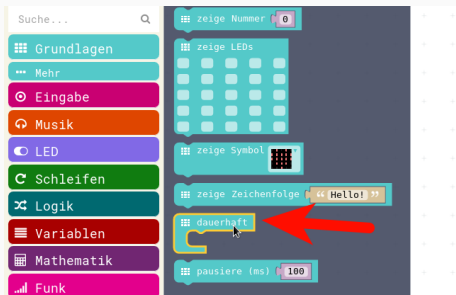 Suche...
Grundlagen
Mehr
Eingabe
Musik
LED
Schleifen
Logik
Variablen
Mathematik
Funk
zeige Nummer 0
zeige LEDs
zeige Symbol
zeige Zeichenfolge “ Hello! ”
dauerhaft
pausiere (ms) 100